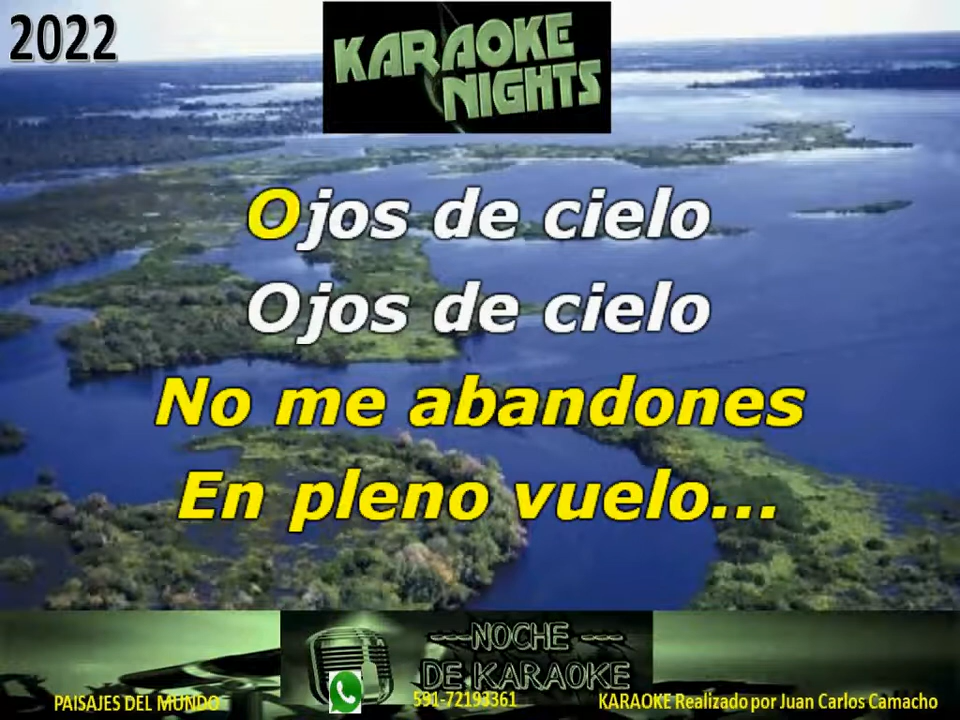 2022
KARAOKE
NIGHTS
Ojos de cielo
Ojos de cielo
No me abandones
En pleno vuelo...
---NOCHE ---
DE KARAOKE
PAISAJES DEL MUNDO
591-72193361
KARAOKE Realizado por Juan Carlos Camacho